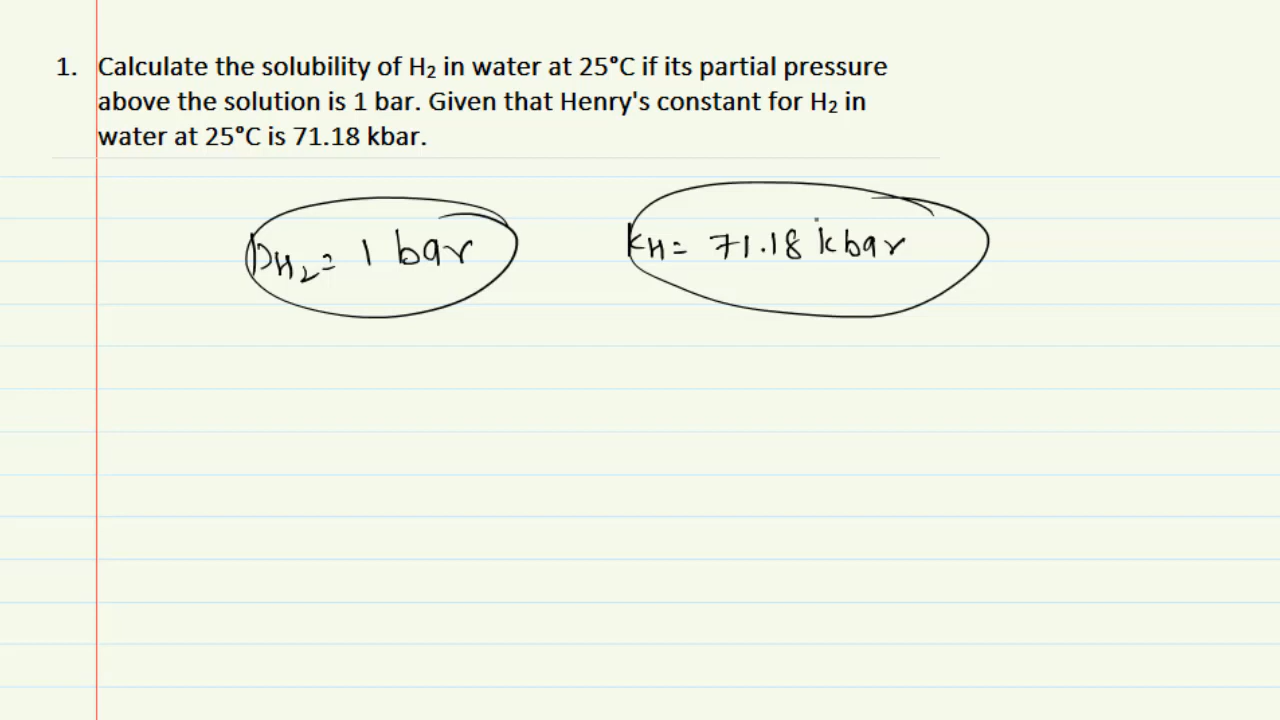 1. Calculate the solubility of H₂ in water at 25°C if its partial pressure
above the solution is 1 bar. Given that Henry's constant for H₂ in
water at 25°C is 71.18 kbar.
pH₂ = 1 bar KH = 71.18 kbar